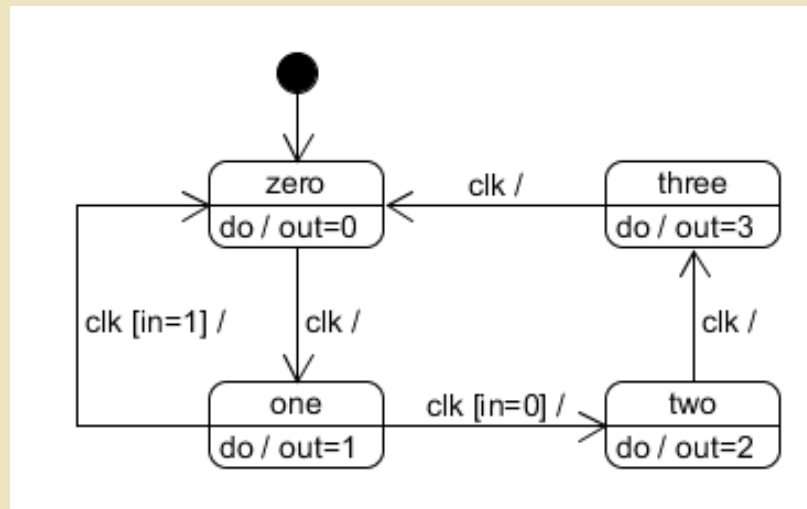 zero
do / out=0
clk /
three
do / out=3
clk [in=1] /
clk /
clk /
one
do / out=1
clk [in=0] /
two
do / out=2